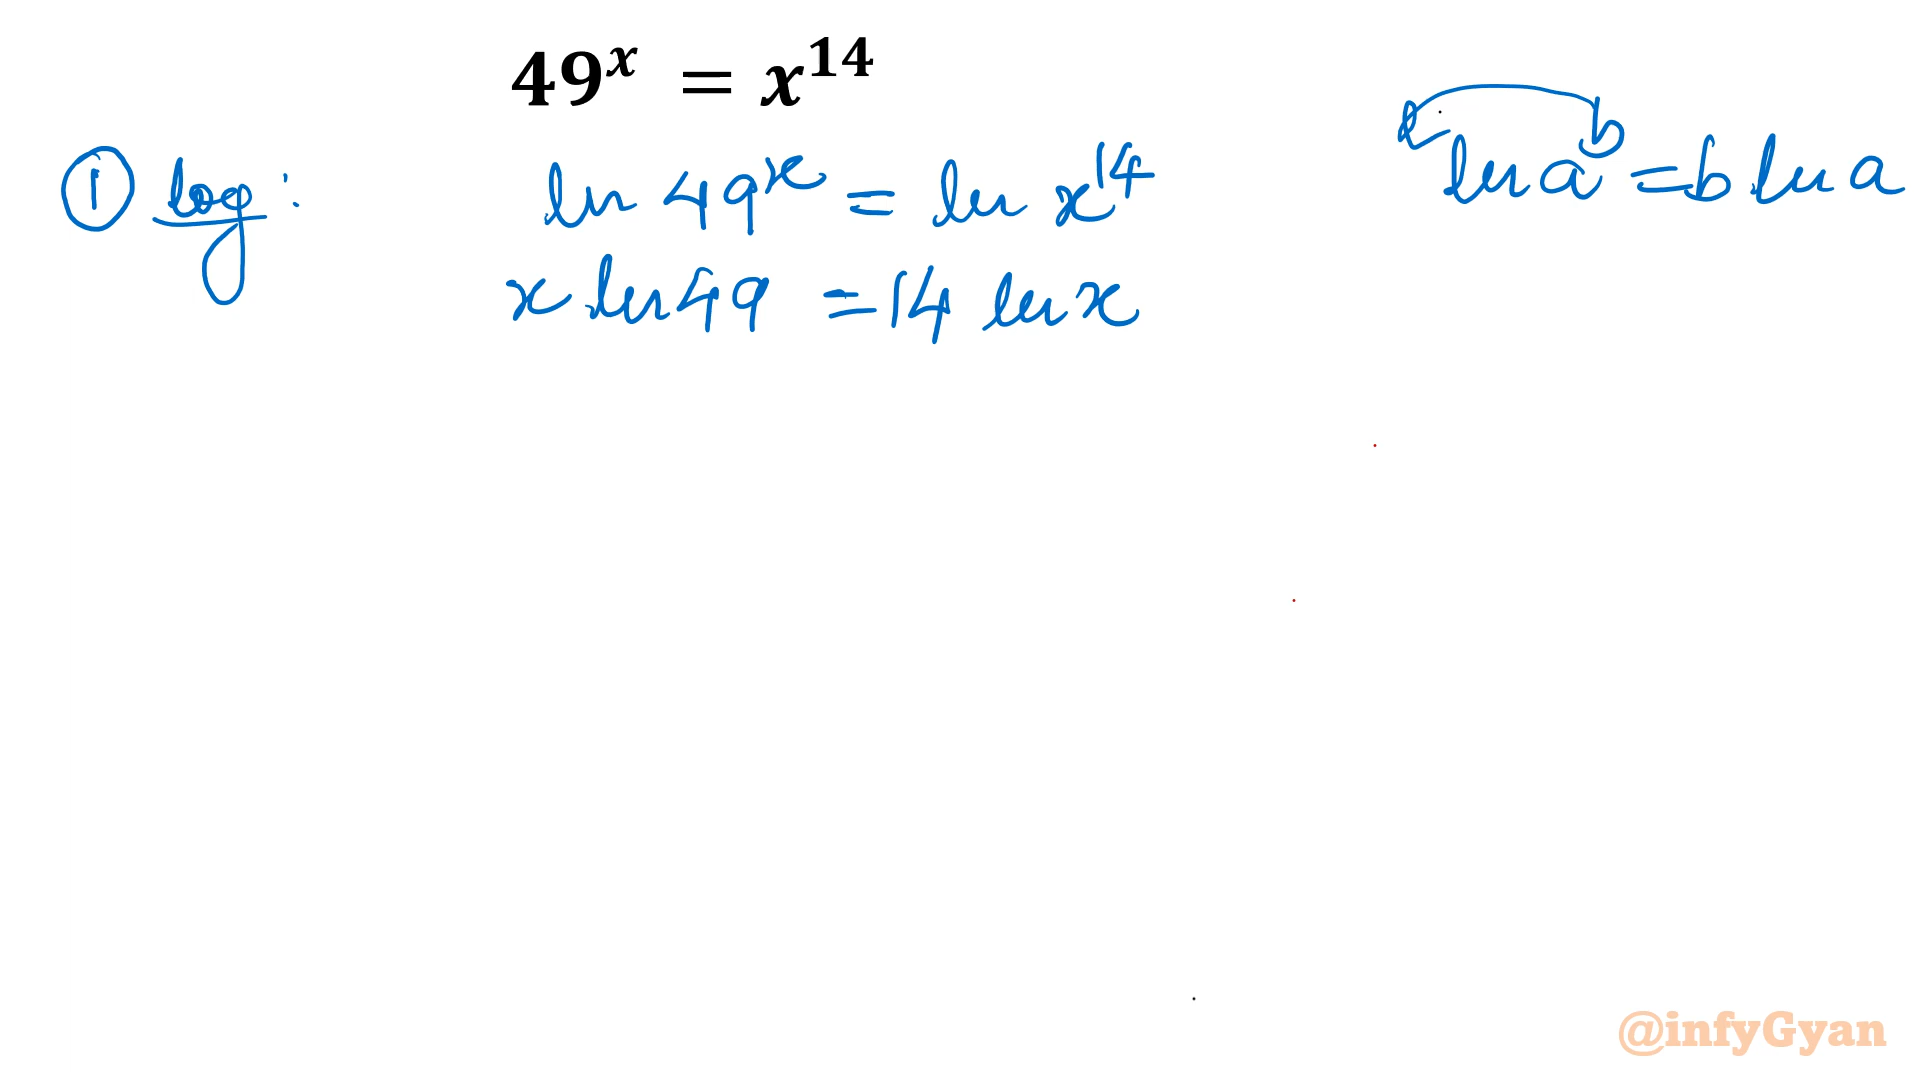 49^x = x^14
① log :
ln 49^x = ln x^14
ln a^b = b ln a
x ln 49 = 14 ln x
@infyGyan